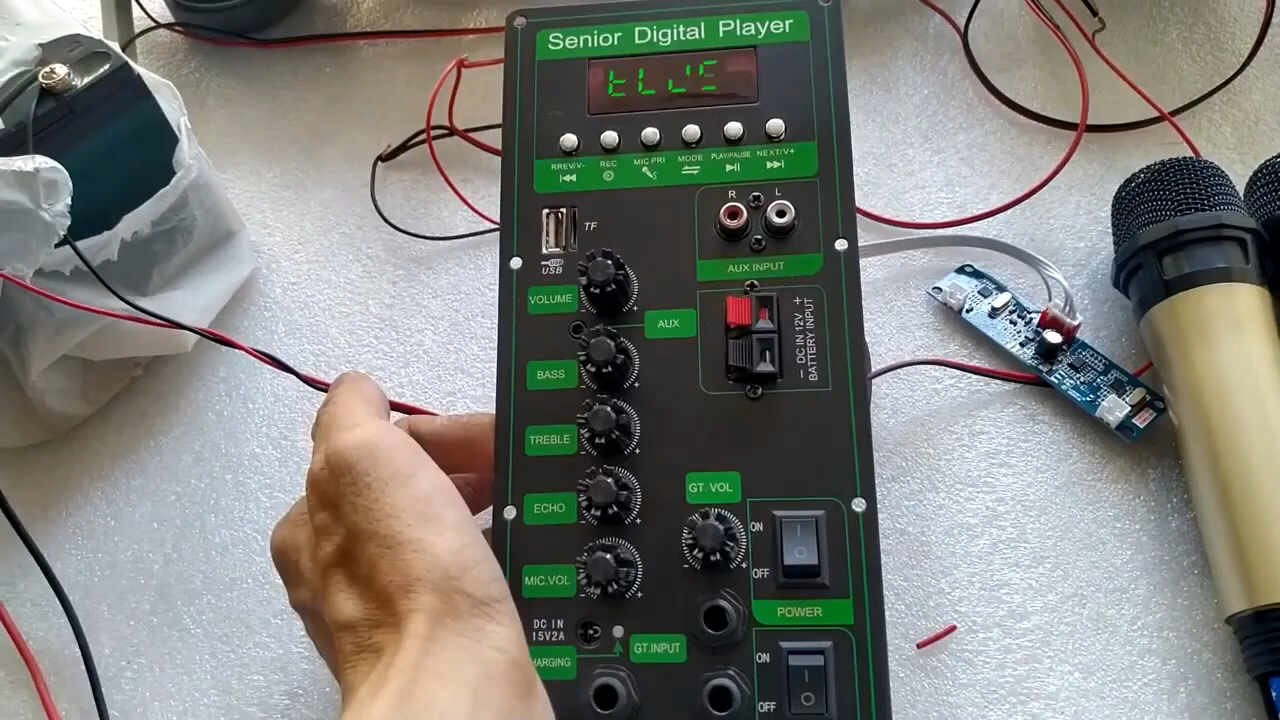 Senior Digital Player
bLUE
RREV/V-
REC
MIC PRI
MODE
PLAY/PAUSE
NEXT/V+
R
L
TF
USB
AUX INPUT
VOLUME
AUX
+
-
DC IN 12V
BATTERY INPUT
BASS
TREBLE
ECHO
GT. VOL
ON
OFF
MIC.VOL
POWER
DC IN
15V2A
GT.INPUT
HARGING
ON
OFF